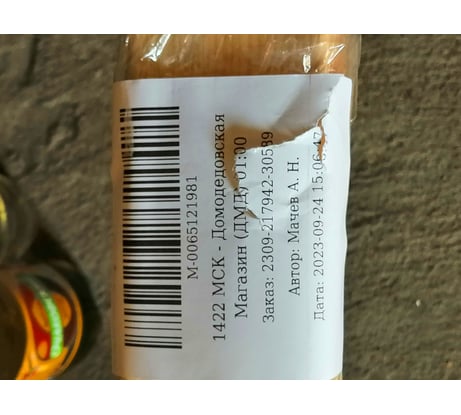 М-0065121981
1422 МСК - Домодедовская
Магазин (ДМД) 01:00
Заказ: 2309-217942-30589
Автор: Мачев А. Н.
Дата: 2023-09-24 15:06:47